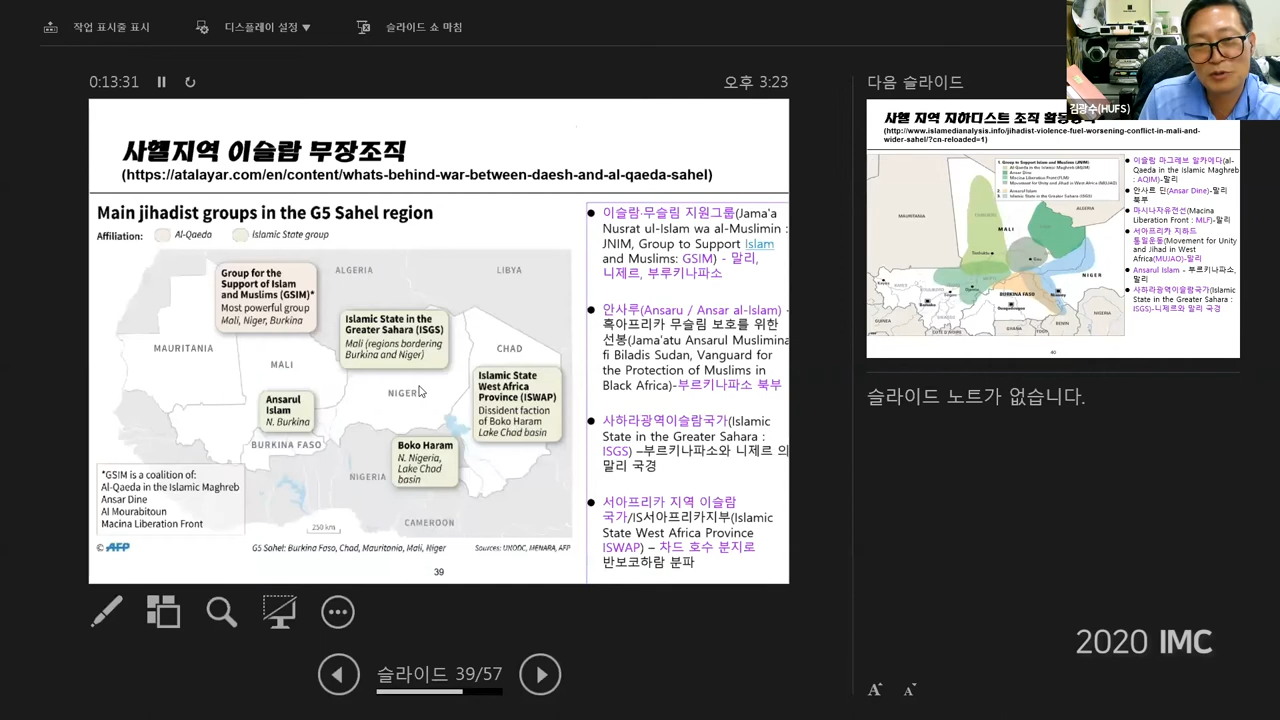 작업 표시줄 표시
디스플레이 설정 ▼
슬라이드 쇼 마침
0:13:31
오후 3:23
사헬지역 이슬람 무장조직
(https://atalayar.com/en/content/whats-behind-war-between-daesh-and-al-qaeda-sahel)
Main jihadist groups in the G5 Sahel region
Affiliation:
Al-Qaeda
Islamic State group
Group for the
Support of Islam
and Muslims (GSIM)*
Most powerful group
Mali, Niger, Burkina
ALGERIA
LIBYA
Islamic State in the
Greater Sahara (ISGS)
Mali (regions bordering
Burkina and Niger)
MAURITANIA
MALI
CHAD
NIGER
Islamic State
West Africa
Province (ISWAP)
Dissident faction
of Boko Haram
Lake Chad basin
Ansarul
Islam
N. Burkina
BURKINA FASO
Boko Haram
N. Nigeria,
Lake Chad
basin
NIGERIA
CAMEROON
*GSIM is a coalition of:
Al-Qaeda in the Islamic Maghreb
Ansar Dine
Al Mourabitoun
Macina Liberation Front
250 km
© AFP
G5 Sahel: Burkina Faso, Chad, Mauritania, Mali, Niger
Sources: UNODC, MENARA, AFP
39
● 이슬람·무슬림 지원그룹(Jama'a
Nusrat ul-Islam wa al-Muslimin :
JNIM, Group to Support Islam
and Muslims: GSIM) - 말리,
니제르, 부루키나파소
● 안사루(Ansaru / Ansar al-Islam) -
흑아프리카 무슬림 보호를 위한
선봉(Jama'atu Ansarul Muslimina
fi Biladis Sudan, Vanguard for
the Protection of Muslims in
Black Africa)-부르키나파소 북부
● 사하라광역이슬람국가(Islamic
State in the Greater Sahara :
ISGS) –부르키나파소와 니제르 의
말리 국경
● 서아프리카 지역 이슬람
국가/IS서아프리카지부(Islamic
State West Africa Province
ISWAP) – 차드 호수 분지로
반보코하람 분파
슬라이드 39/57
다음 슬라이드
김광수(HUFS)
사헬 지역 지하디스트 조직 활동
(http://www.islamedianalysis.info/jihadist-violence-fuel-worsening-conflict-in-mali-and-
wider-sahel/?cn-reloaded=1)
MAURITANIA
MALI
ALGERIA
NIGER
BURKINA FASO
GHANA
BENIN
NIGERIA
● 이슬람 마그레브 알카에다(al-
Qaeda in the Islamic Maghreb
: AQIM)-말리
● 안사르 딘(Ansar Dine)-말리
북부
● 마시나자유전선(Macina
Liberation Front : MLF)-말리
● 서아프리카 지하드
통일운동(Movement for Unity
and Jihad in West
Africa(MUJAO)-말리
● Ansarul Islam - 부르키나파소,
말리
● 사하라광역이슬람국가(Islamic
State in the Greater Sahara :
ISGS)-니제르와 말리 국경
40
슬라이드 노트가 없습니다.
2020 IMC
A A